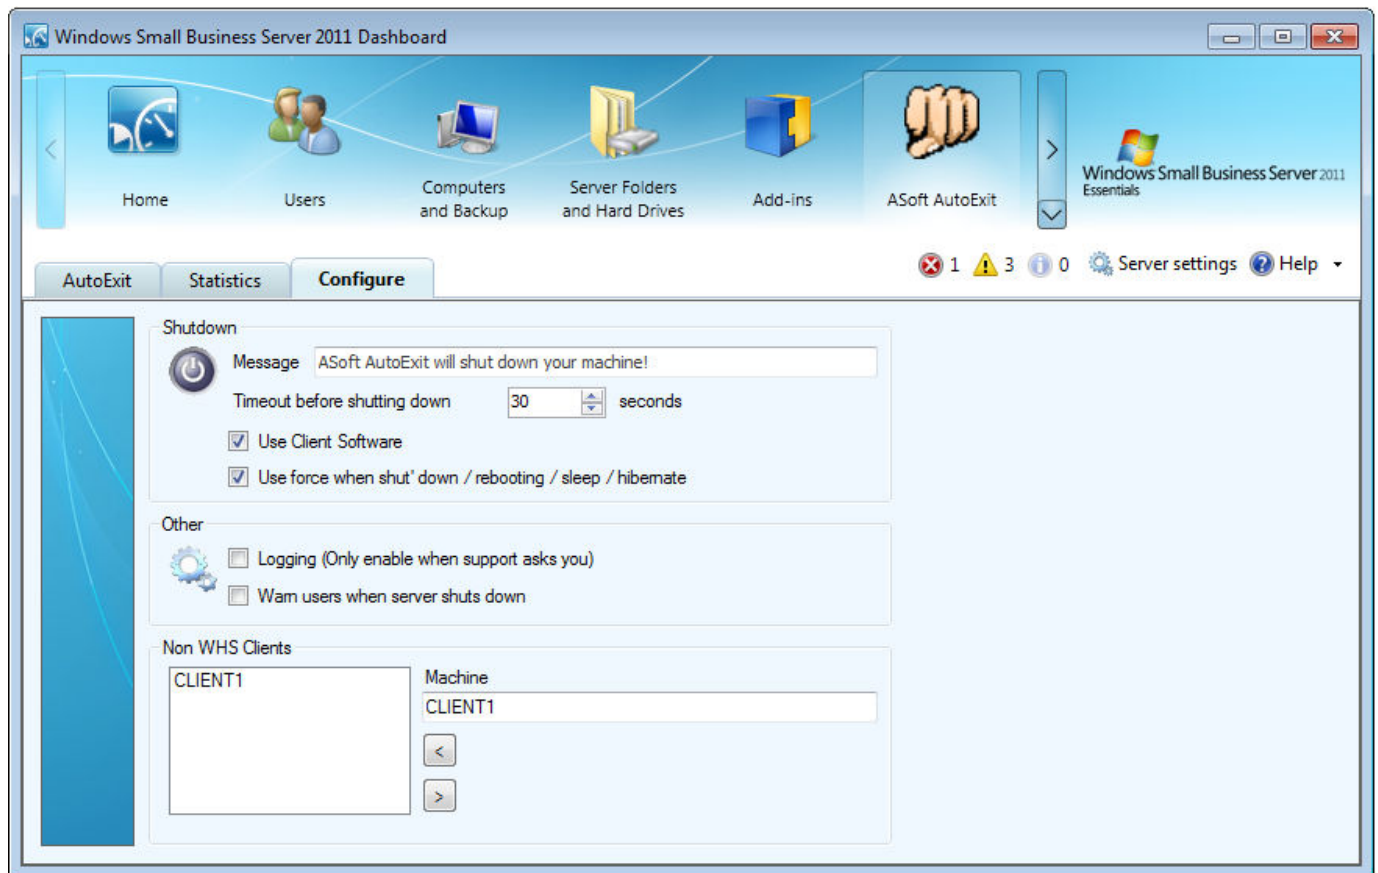 Windows Small Business Server 2011 Dashboard
Home
Users
Computers
and Backup
Server Folders
and Hard Drives
Add-ins
ASoft AutoExit
Windows Small Business Server 2011
Essentials
AutoExit
Statistics
Configure
1
3
0
Server settings
Help
Shutdown
Message ASoft AutoExit will shut down your machine!
Timeout before shutting down 30 seconds
Use Client Software
Use force when shut' down / rebooting / sleep / hibernate
Other
Logging (Only enable when support asks you)
Warn users when server shuts down
Non WHS Clients
CLIENT1
Machine
CLIENT1
<
>